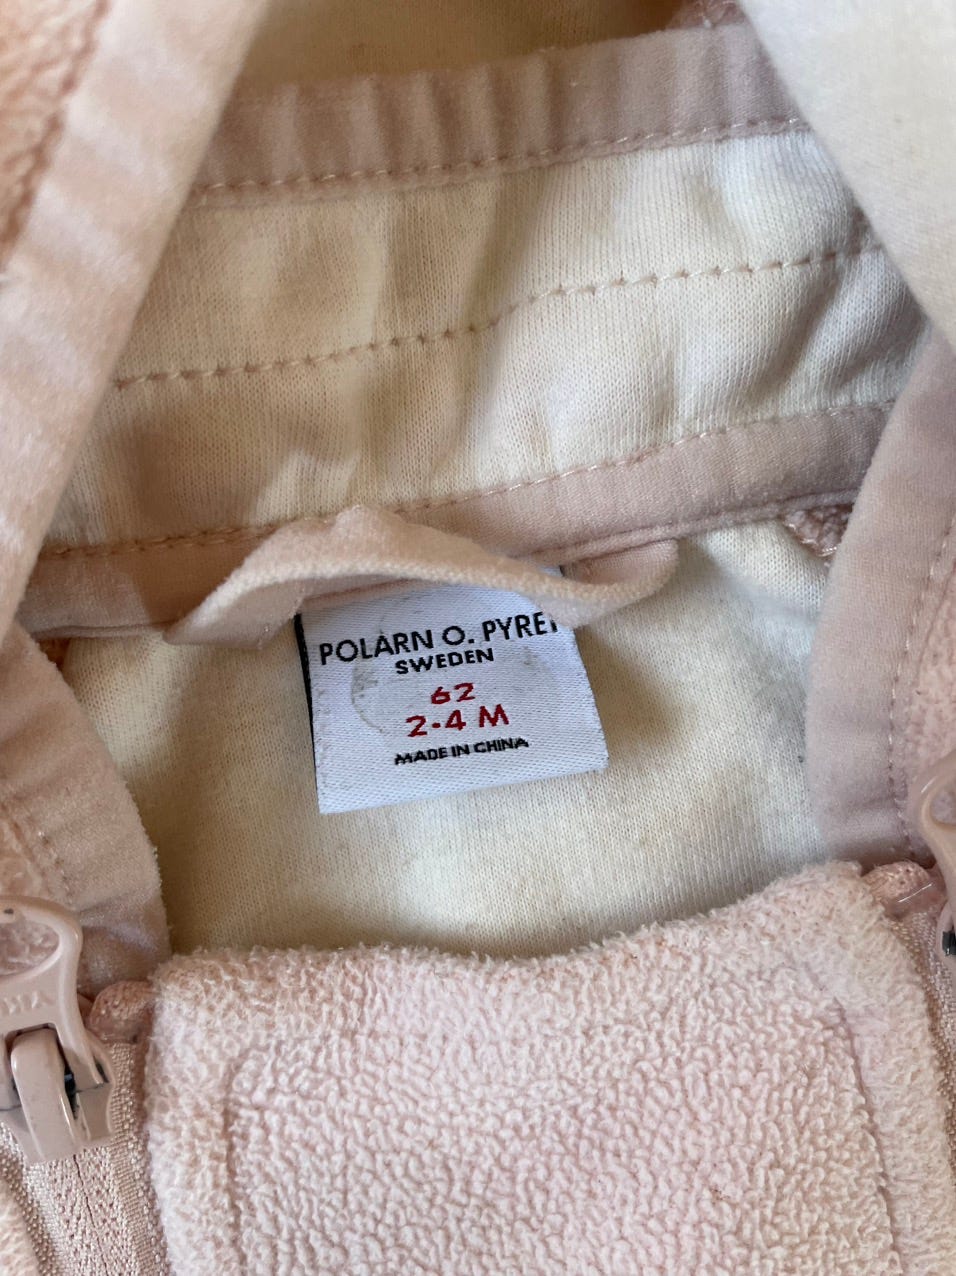 POLARN O. PYRET
SWEDEN
62
2-4 M
MADE IN CHINA